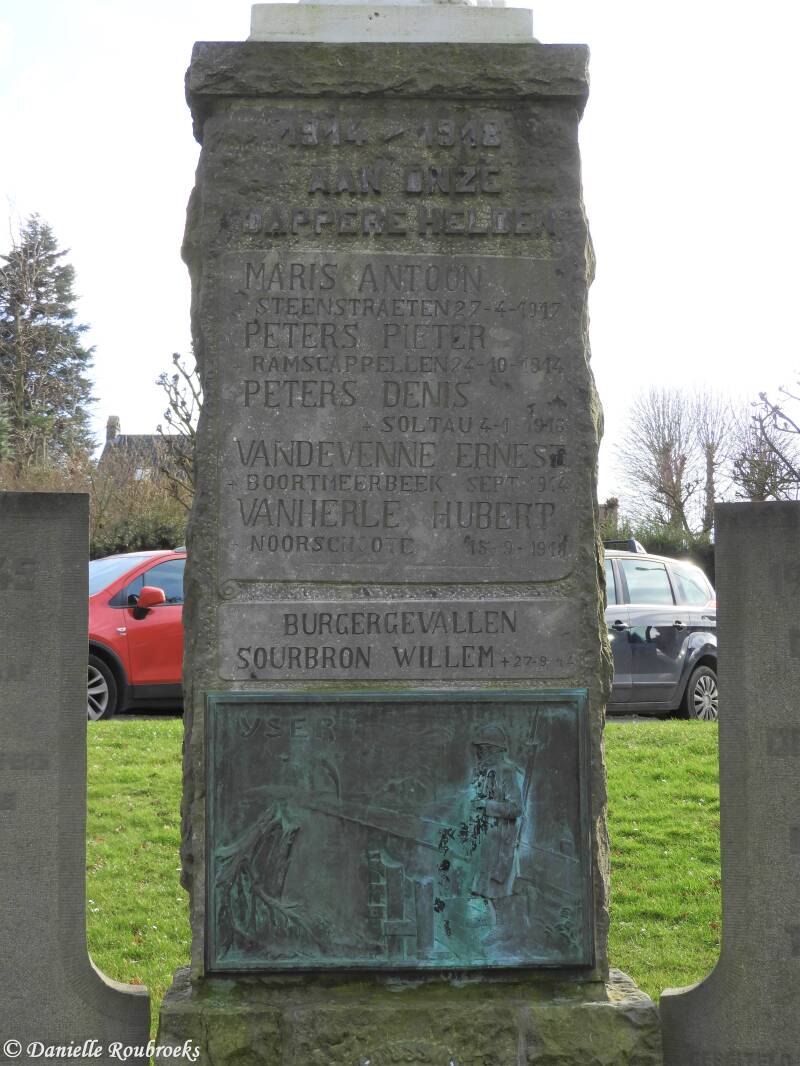 1914 - 1918
AAN ONZE
DAPPERE HELDEN
MARIS ANTOON
STEENSTRAETEN 27-4-1917
PETERS PIETER
+ RAMSCAPPELLEN 24-10-1914
PETERS DENIS
+ SOLTAU 4-1
VANDEVENNE ERNEST
+ BOORTMEERBEEK SEPT. 1914
VANHERLE HUBERT
+ NOORSCHOOTE 18-9-1918
BURGERGEVALLEN
SOURBRON WILLEM
YSER
© Danielle Roubroeks